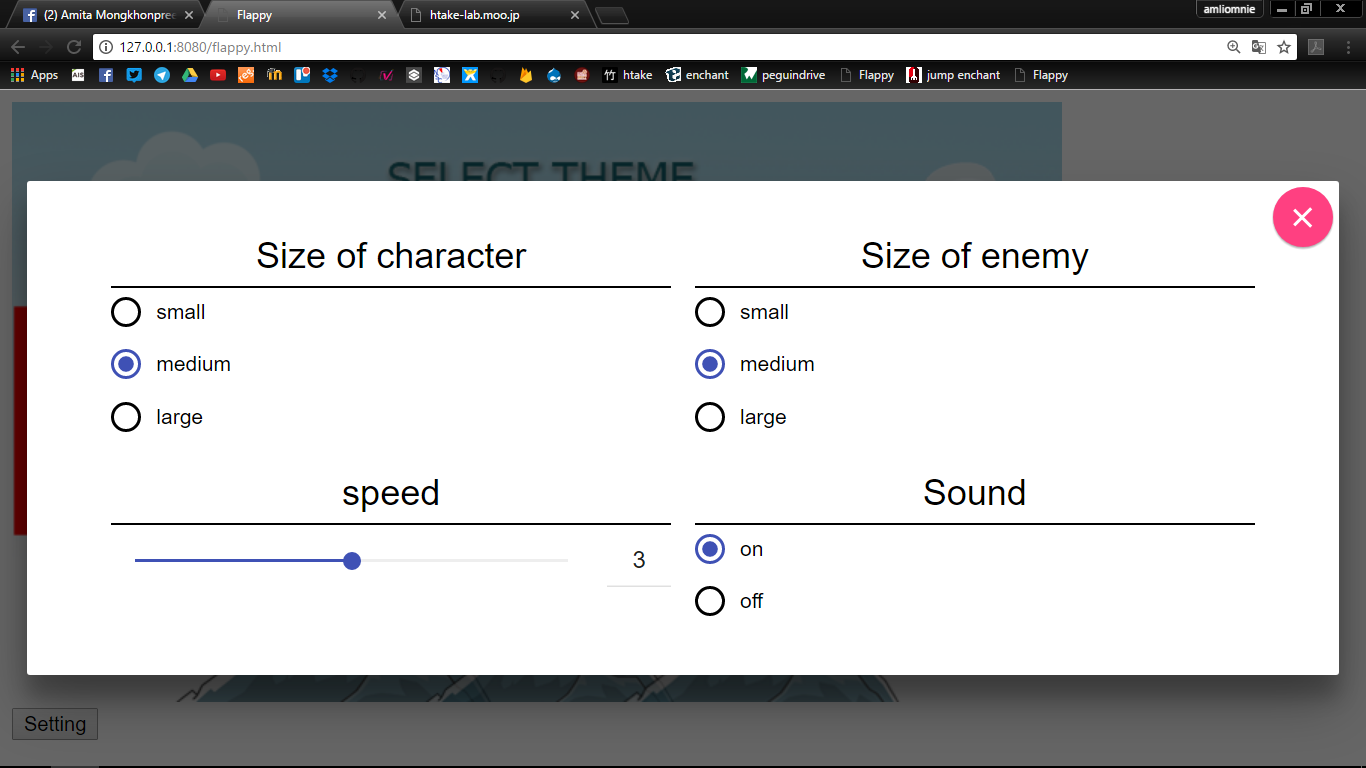 (2) Amita Mongkhonpree
Flappy
htake-lab.moo.jp
amliomnie
127.0.0.1:8080/flappy.html
Apps
AIS
htake
enchant
peguindrive
Flappy
jump enchant
Flappy
SELECT THEME
Size of character
small
medium
large
Size of enemy
small
medium
large
speed
3
Sound
on
off
Setting